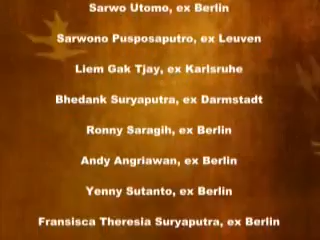 Sarwo Utomo, ex Berlin
Sarwono Pusposaputro, ex Leuven
Liem Gak Tjay, ex Karlsruhe
Bhedank Suryaputra, ex Darmstadt
Ronny Saragih, ex Berlin
Andy Angriawan, ex Berlin
Yenny Sutanto, ex Berlin
Fransisca Theresia Suryaputra, ex Berlin